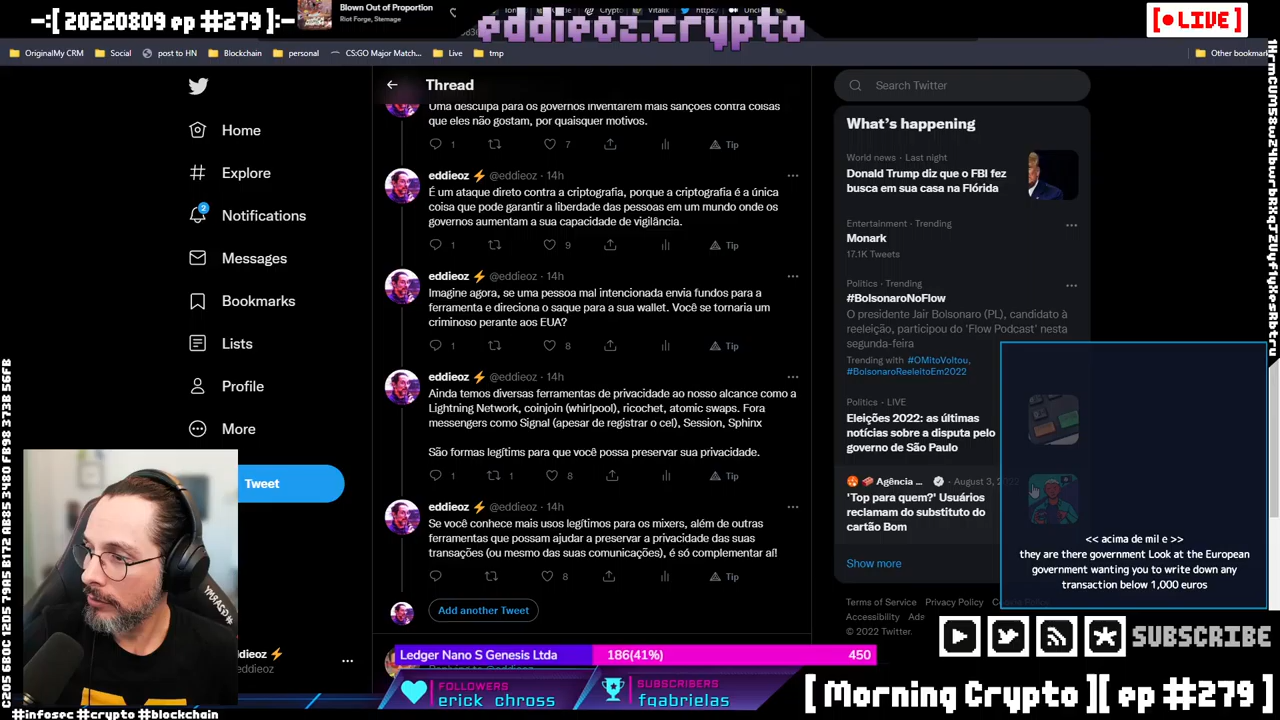 -:[ 20220809 ep #279 ]:-
Blown Out of Proportion
Riot Forge, Stemage
eddieoz.crypto
[● LIVE ]
OriginalMy CRM
Social
post to HN
Blockchain
personal
CS:GO Major Match...
Live
tmp
Other bookmar
Home
Explore
2
Notifications
Messages
Bookmarks
Lists
Profile
More
Tweet
eddieoz
Thread
Uma desculpa para os governos inventarem mais sanções contra coisas
que eles não gostam, por quaisquer motivos.
1 7 Tip
eddieoz ⚡ @eddieoz · 14h
É um ataque direto contra a criptografia, porque a criptografia é a única
coisa que pode garantir a liberdade das pessoas em um mundo onde os
governos aumentam a sua capacidade de vigilância.
1 9 Tip
eddieoz ⚡ @eddieoz · 14h
Imagine agora, se uma pessoa mal intencionada envia fundos para a
ferramenta e direciona o saque para a sua wallet. Você se tornaria um
criminoso perante aos EUA?
1 8 Tip
eddieoz ⚡ @eddieoz · 14h
Ainda temos diversas ferramentas de privacidade ao nosso alcance como a
Lightning Network, coinjoin (whirlpool), ricochet, atomic swaps. Fora
messengers como Signal (apesar de registrar o cel), Session, Sphinx
São formas legítims para que você possa preservar sua privacidade.
1 1 8 Tip
eddieoz ⚡ @eddieoz · 14h
Se você conhece mais usos legítimos para os mixers, além de outras
ferramentas que possam ajudar a preservar a privacidade das suas
transações (ou mesmo das suas comunicações), é só complementar aí!
8 Tip
Add another Tweet
Search Twitter
What's happening
World news · Last night
Donald Trump diz que o FBI fez
busca em sua casa na Flórida
Entertainment · Trending
Monark
17.1K Tweets
Politics · Trending
#BolsonaroNoFlow
O presidente Jair Bolsonaro (PL), candidato à
reeleição, participou do 'Flow Podcast' nesta
segunda-feira
Trending with #OMitoVoltou,
#BolsonaroReeleitoEm2022
Politics · LIVE
Eleições 2022: as últimas
notícias sobre a disputa pelo
governo de São Paulo
Agência ... · August 3,
'Top para quem?' Usuários
reclamam do substituto do
cartão Bom
Show more
Terms of Service Privacy Policy
Accessibility
© 2022 Twitter.
<< acima de mil e >>
they are there government Look at the European
government wanting you to write down any
transaction below 1,000 euros
SUBSCRIBE
Ledger Nano S Genesis Ltda 186(41%) 450
FOLLOWERS
erick_chross
SUBSCRIBERS
fgabrielas
[ Morning Crypto ][ ep #279 ]
#infosec #crypto #blockchain